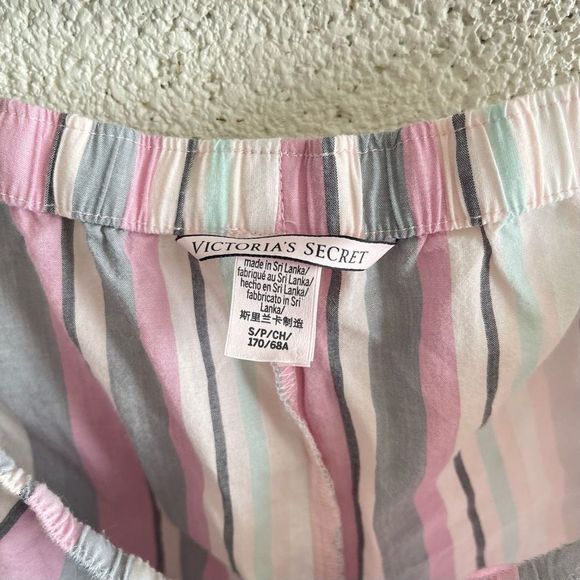 VICTORIA'S SECRET
made in Sri Lanka/
fabriqué au Sri Lanka/
hecho en Sri Lanka/
fabbricato in Sri
Lanka/
斯里兰卡制造
S/P/CH/
170/68A